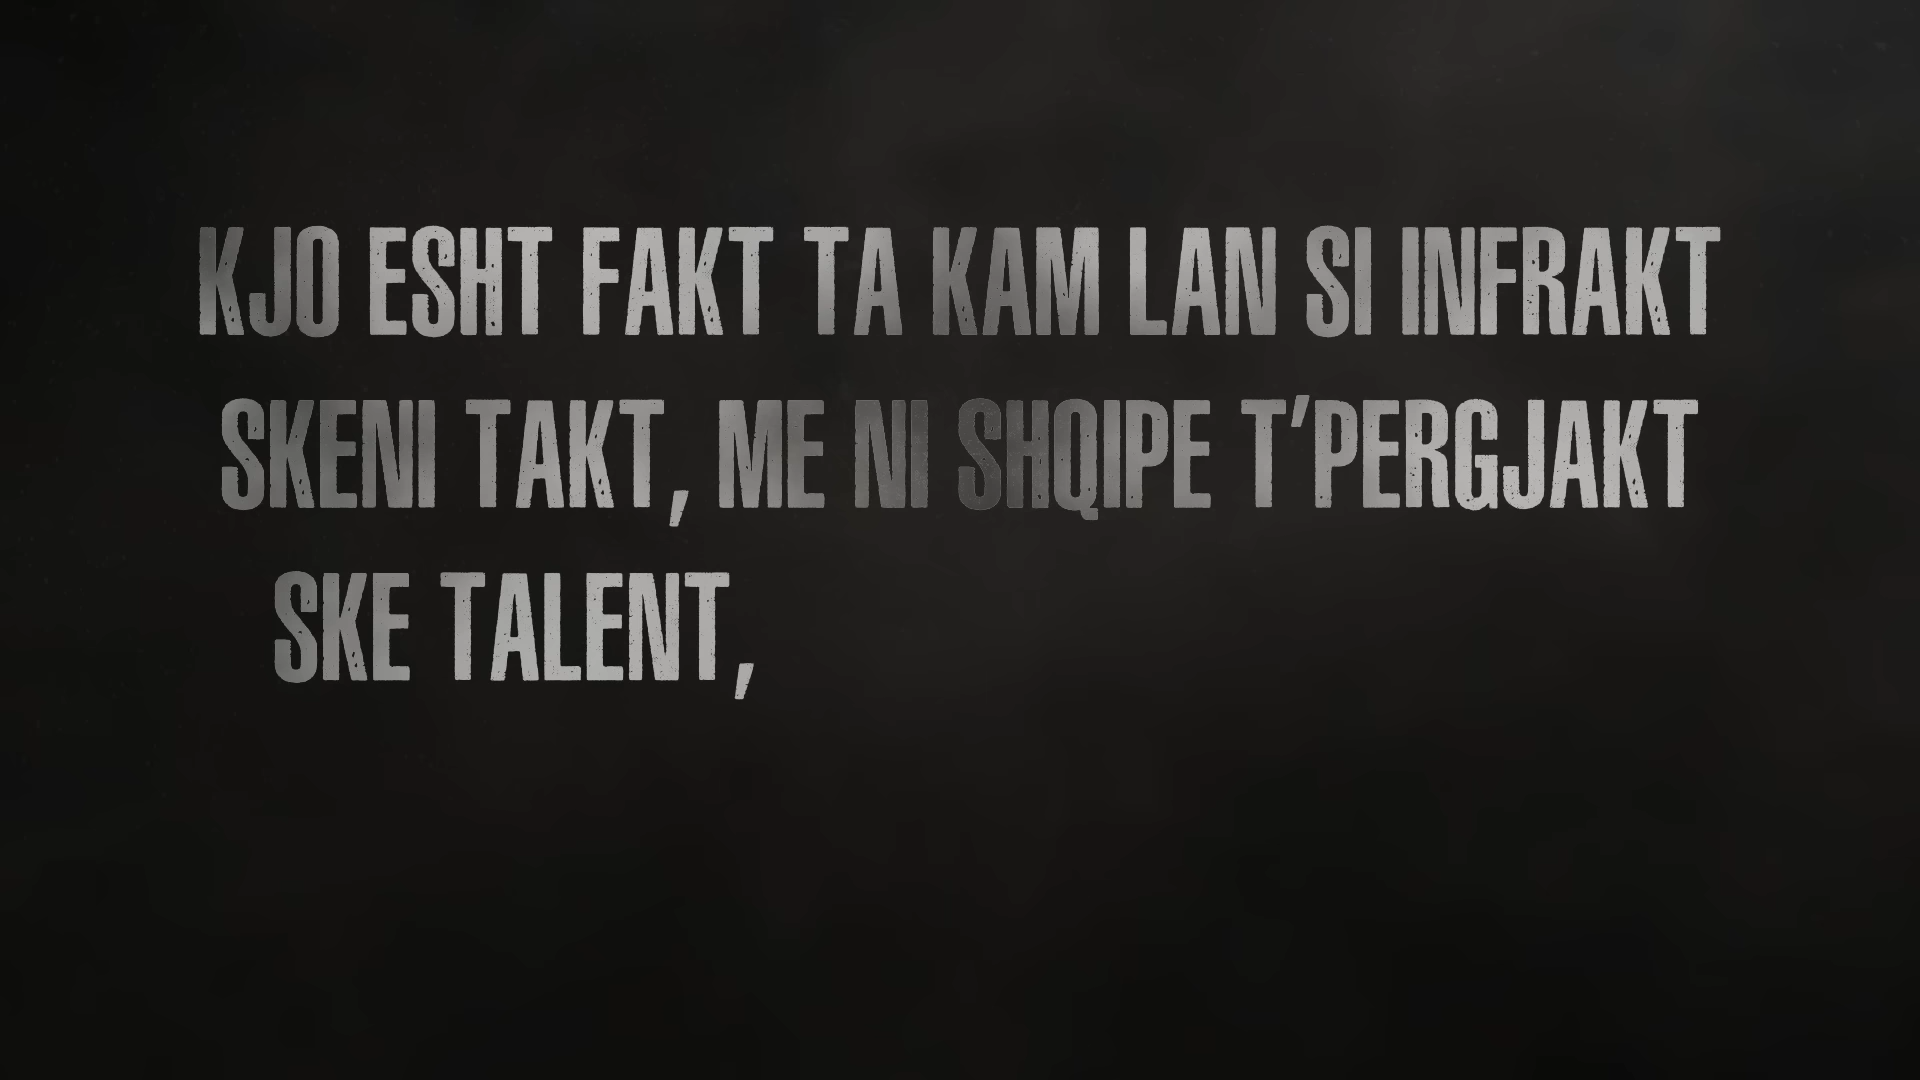 KJO ESHT FAKT TA KAM LAN SI INFRAKT
SKENI TAKT, ME NI SHQIPE T'PERGJAKT
SKE TALENT,